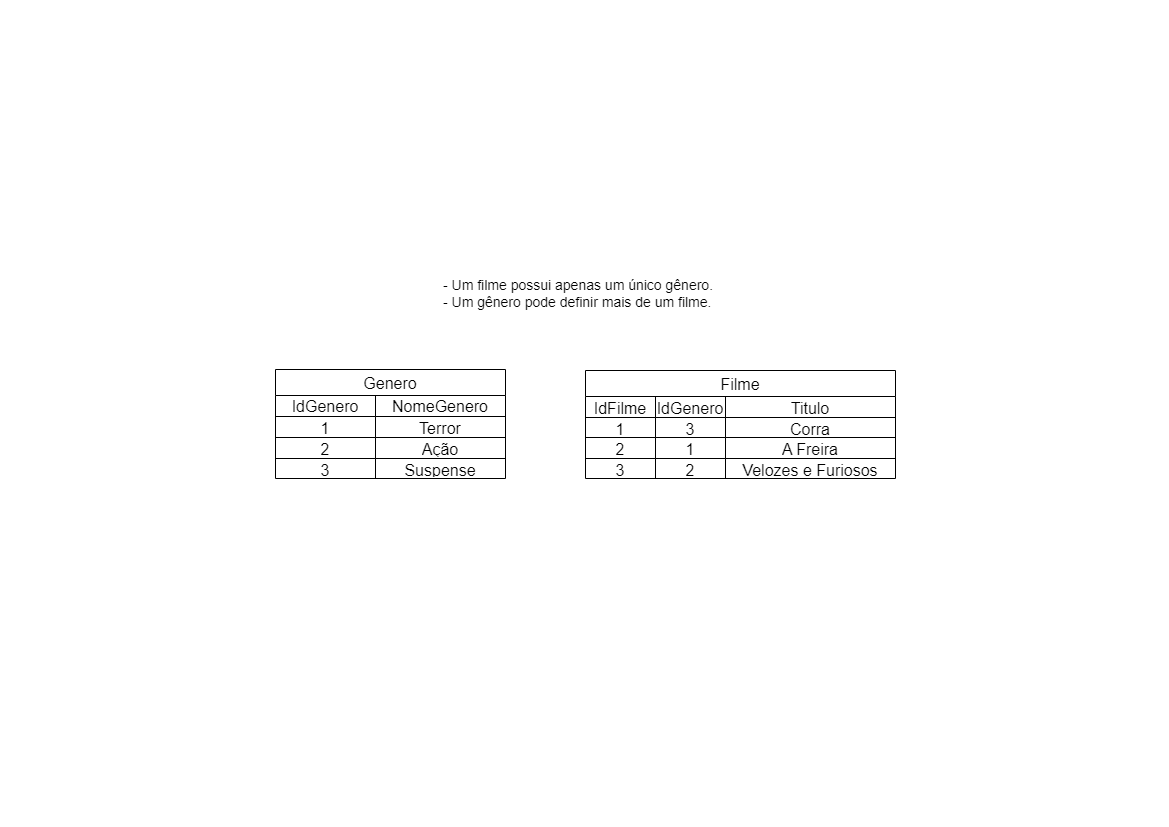 - Um filme possui apenas um único gênero.
- Um gênero pode definir mais de um filme.
Genero
IdGenero NomeGenero
1 Terror
2 Ação
3 Suspense
Filme
IdFilme IdGenero Titulo
1 3 Corra
2 1 A Freira
3 2 Velozes e Furiosos